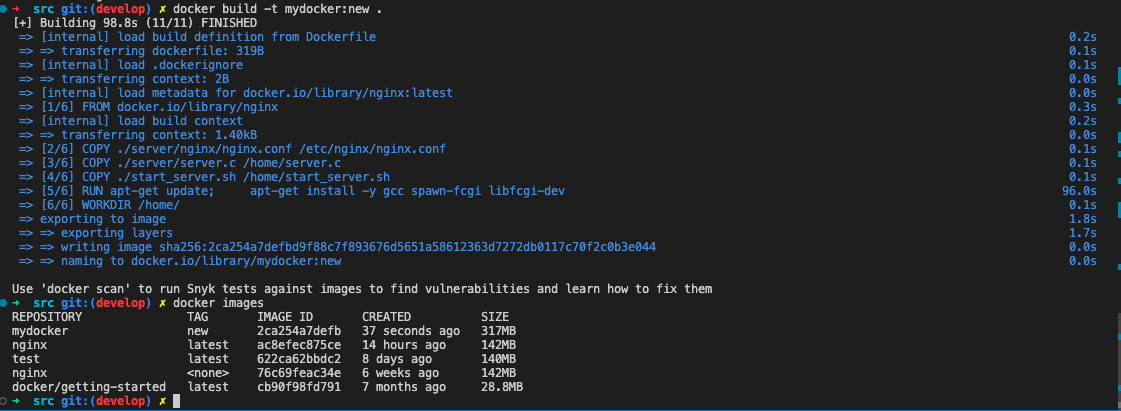 ➜ src git:(develop) ✗ docker build -t mydocker:new .
[+] Building 98.8s (11/11) FINISHED
=> [internal] load build definition from Dockerfile 0.2s
=> => transferring dockerfile: 319B 0.1s
=> [internal] load .dockerignore 0.1s
=> => transferring context: 2B 0.0s
=> [internal] load metadata for docker.io/library/nginx:latest 0.0s
=> [1/6] FROM docker.io/library/nginx 0.3s
=> [internal] load build context 0.2s
=> => transferring context: 1.40kB 0.0s
=> [2/6] COPY ./server/nginx/nginx.conf /etc/nginx/nginx.conf 0.1s
=> [3/6] COPY ./server/server.c /home/server.c 0.1s
=> [4/6] COPY ./start_server.sh /home/start_server.sh 0.1s
=> [5/6] RUN apt-get update;     apt-get install -y gcc spawn-fcgi libfcgi-dev 96.0s
=> [6/6] WORKDIR /home/ 0.1s
=> exporting to image 1.8s
=> => exporting layers 1.7s
=> => writing image sha256:2ca254a7defbd9f88c7f893676d5651a58612363d7272db0117c70f2c0b3e044 0.0s
=> => naming to docker.io/library/mydocker:new 0.0s
Use 'docker scan' to run Snyk tests against images to find vulnerabilities and learn how to fix them
➜ src git:(develop) ✗ docker images
REPOSITORY TAG IMAGE ID CREATED SIZE
mydocker new 2ca254a7defb 37 seconds ago 317MB
nginx latest ac8efec875ce 14 hours ago 142MB
test latest 622ca62bbdc2 8 days ago 140MB
nginx <none> 76c69feac34e 6 weeks ago 142MB
docker/getting-started latest cb90f98fd791 7 months ago 28.8MB
➜ src git:(develop) ✗